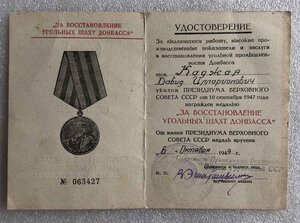 „ЗА ВОССТАНОВЛЕНИЕ
УГОЛЬНЫХ ШАХТ ДОНБАССА"
№ 063427
УДОСТОВЕРЕНИЕ
За выдающуюся работу, высокие про-
изводственные показатели и заслуги
в восстановлении угольной промышлен-
ности Донбасса
тов.
Давид Илларионович
указом ПРЕЗИДИУМА ВЕРХОВНОГО
СОВЕТА СССР от 10 сентября 1947 года
награжден медалью
"ЗА ВОССТАНОВЛЕНИЕ
УГОЛЬНЫХ ШАХТ ДОНБАССА"
От имени ПРЕЗИДИУМА ВЕРХОВНОГО
СОВЕТА СССР медаль вручена
6 Октября 1949 г.
М. П.